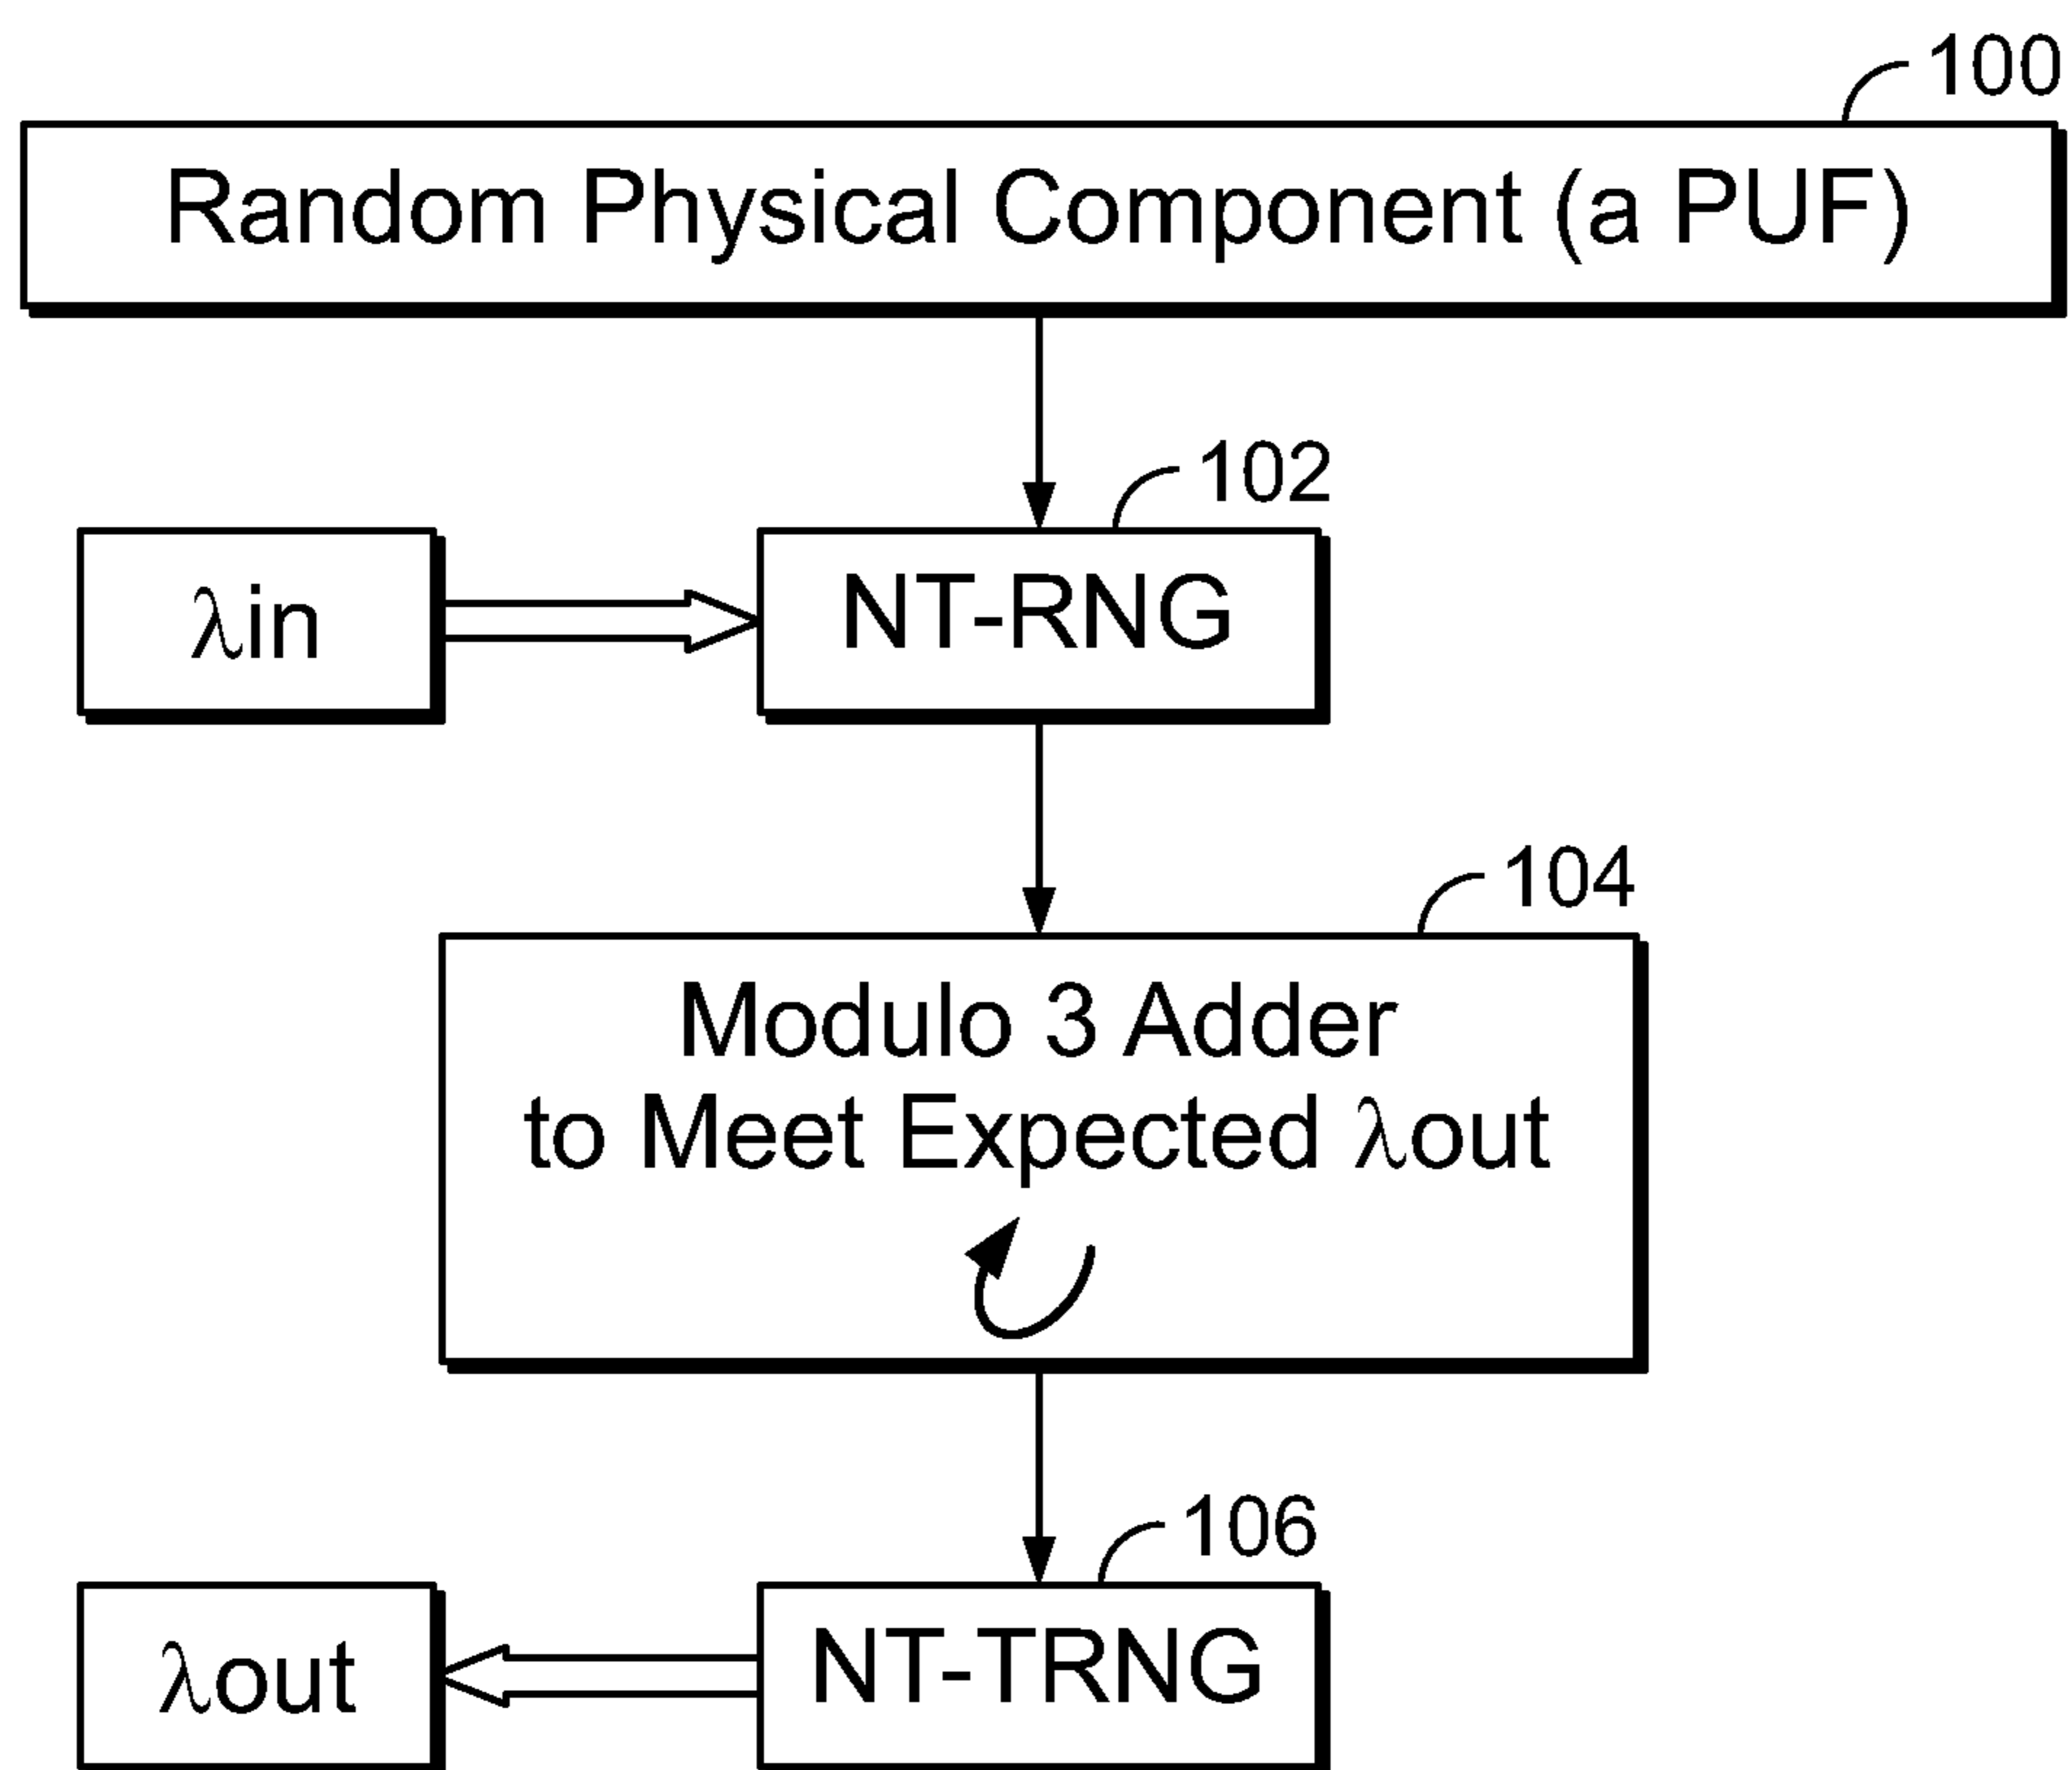 100
Random Physical Component (a PUF)
102
λin
NT-RNG
104
Modulo 3 Adder
to Meet Expected λout
106
λout
NT-TRNG